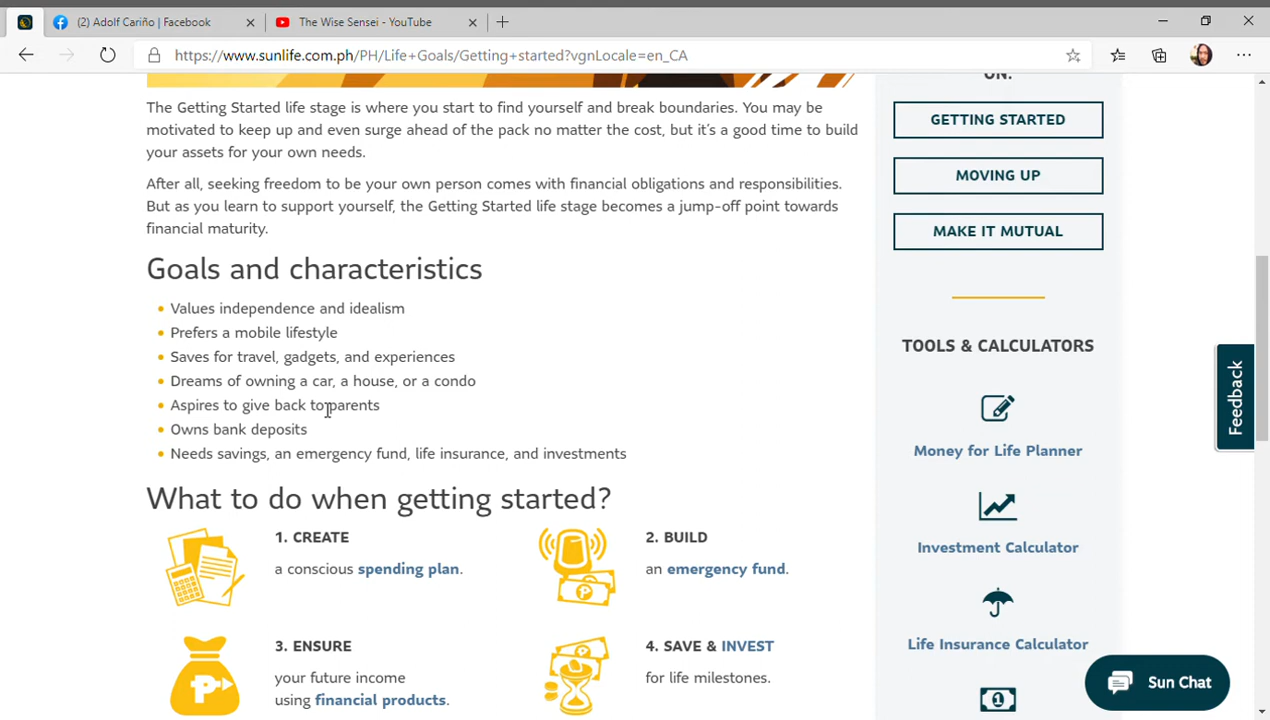 (2) Adolf Cariño | Facebook
The Wise Sensei - YouTube
https://www.sunlife.com.ph/PH/Life+Goals/Getting+started?vgnLocale=en_CA
The Getting Started life stage is where you start to find yourself and break boundaries. You may be
motivated to keep up and even surge ahead of the pack no matter the cost, but it's a good time to build
your assets for your own needs.
After all, seeking freedom to be your own person comes with financial obligations and responsibilities.
But as you learn to support yourself, the Getting Started life stage becomes a jump-off point towards
financial maturity.
Goals and characteristics
Values independence and idealism
Prefers a mobile lifestyle
Saves for travel, gadgets, and experiences
Dreams of owning a car, a house, or a condo
Aspires to give back to parents
Owns bank deposits
Needs savings, an emergency fund, life insurance, and investments
What to do when getting started?
1. CREATE
a conscious spending plan.
2. BUILD
an emergency fund.
3. ENSURE
your future income
using financial products.
4. SAVE & INVEST
for life milestones.
ON:
GETTING STARTED
MOVING UP
MAKE IT MUTUAL
TOOLS & CALCULATORS
Money for Life Planner
Investment Calculator
Life Insurance Calculator
1
Feedback
Sun Chat